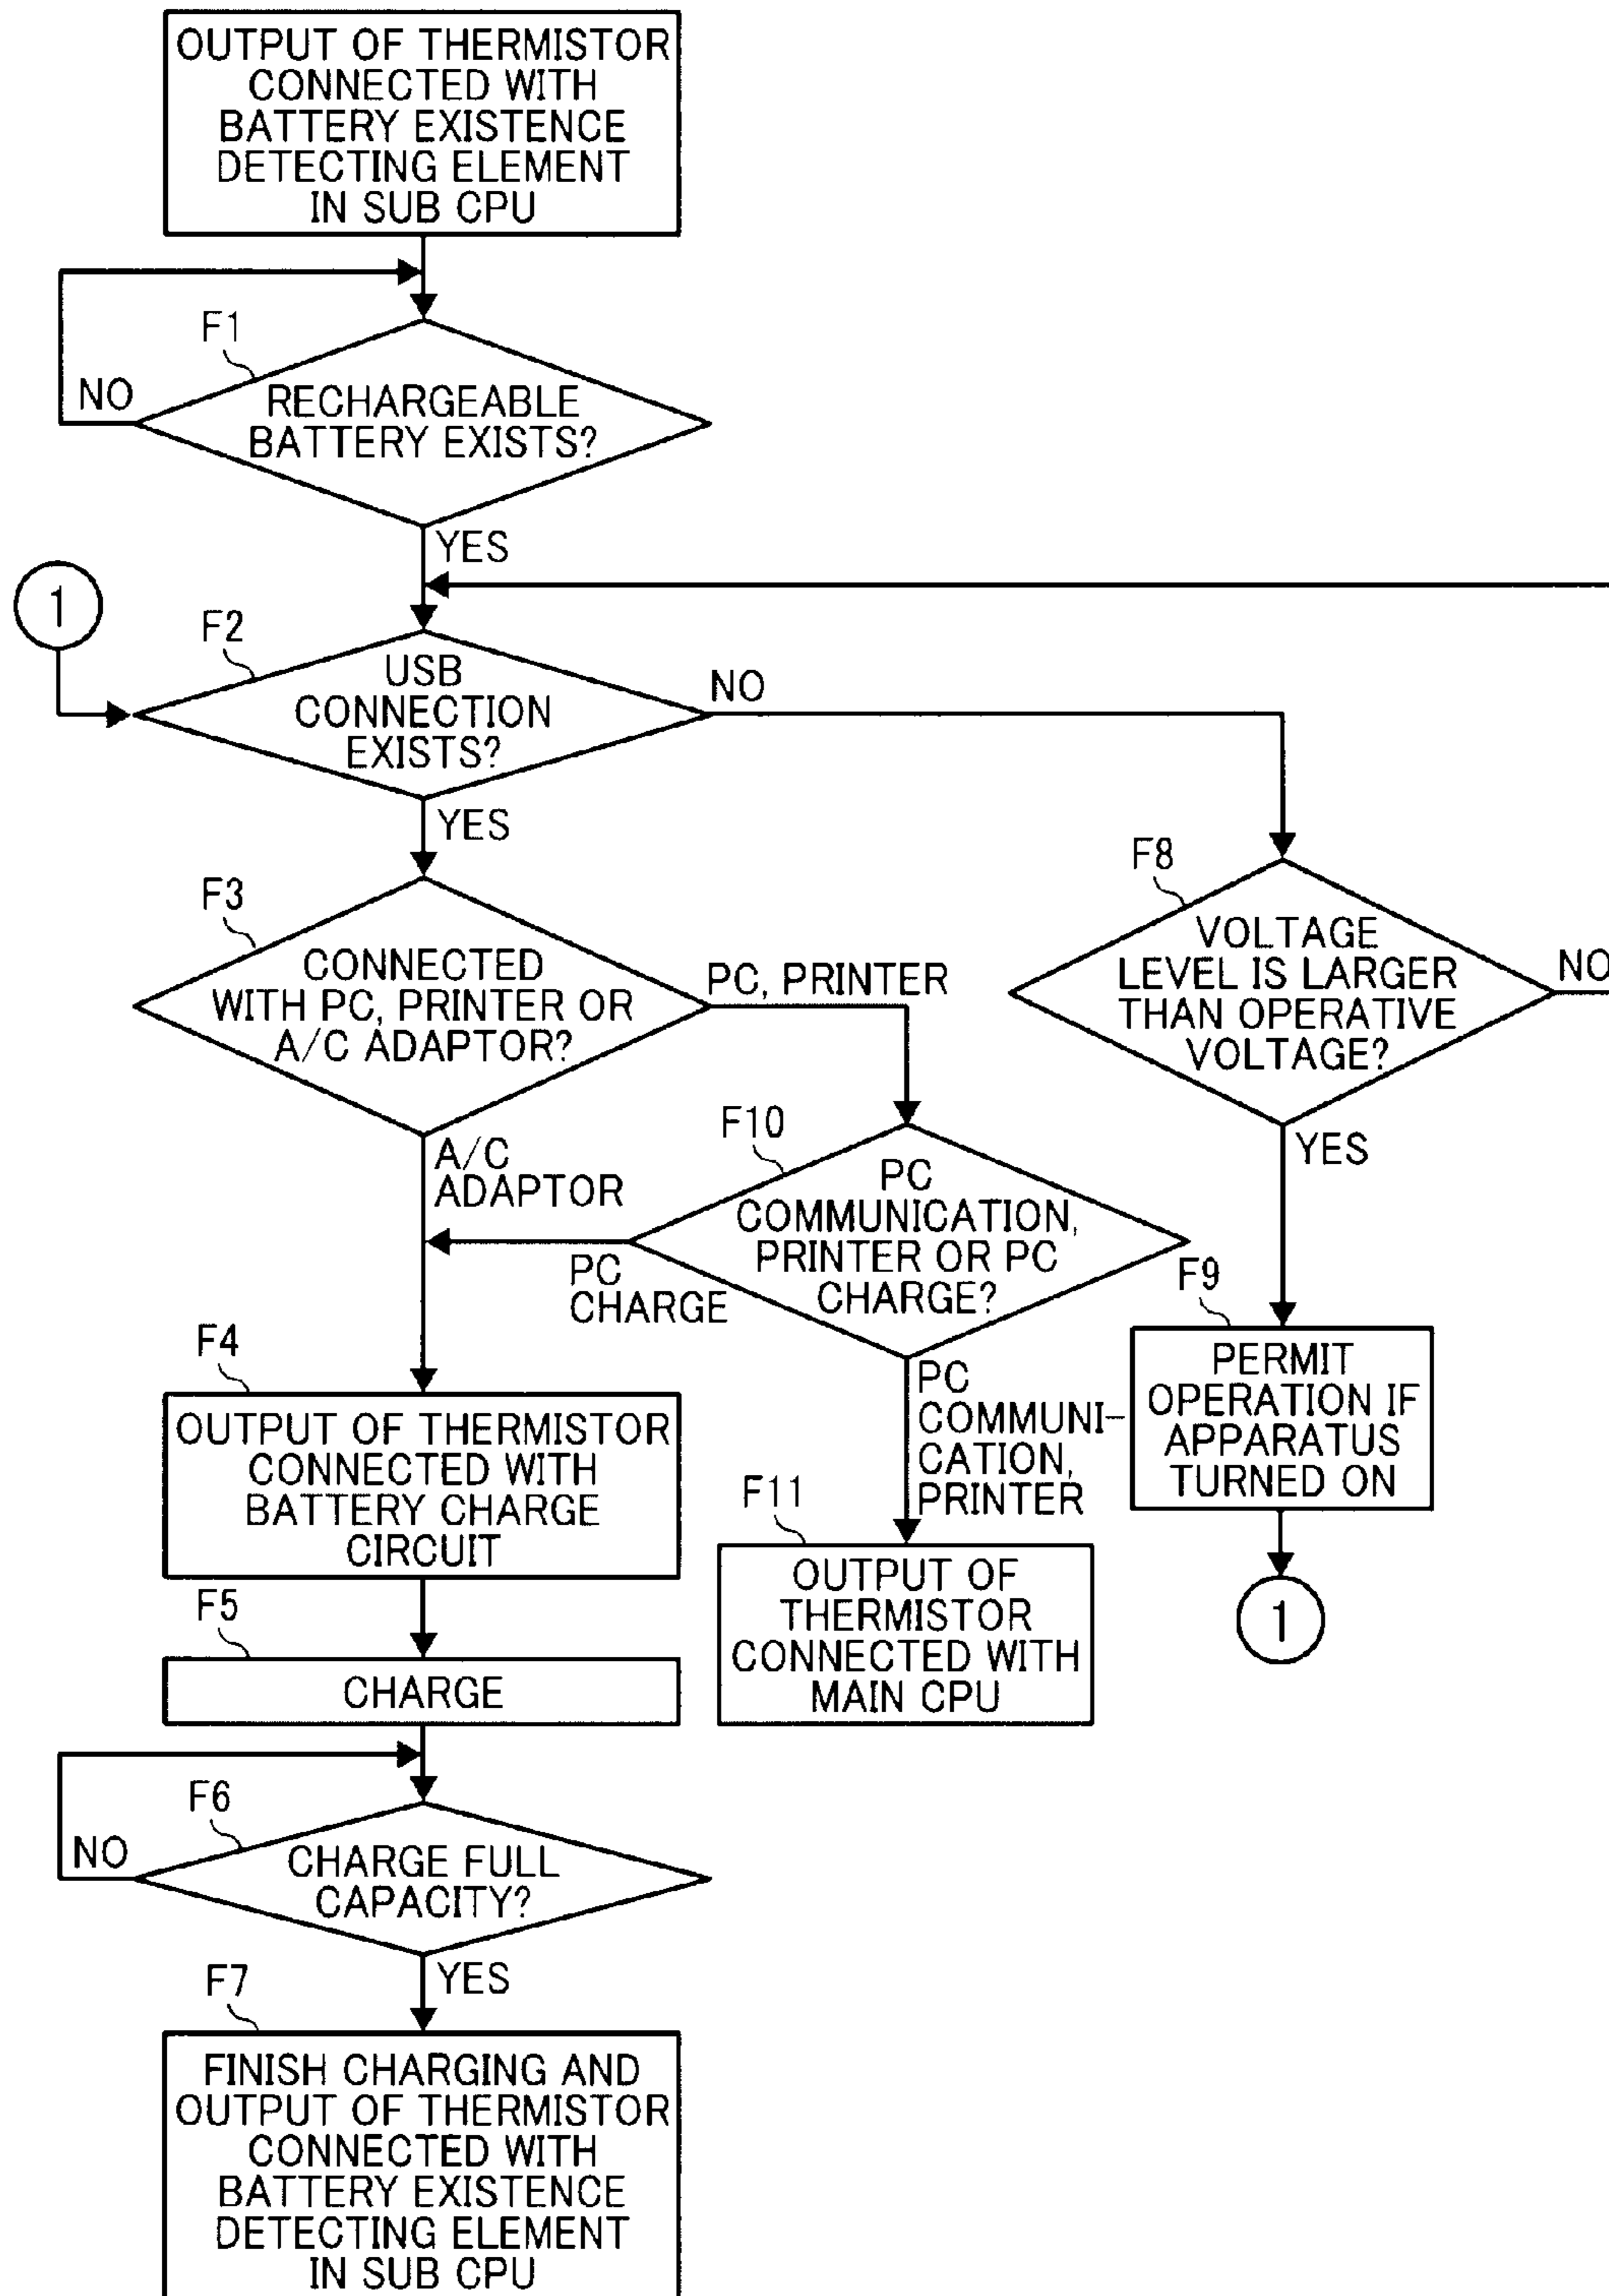 OUTPUT OF THERMISTOR
CONNECTED WITH
BATTERY EXISTENCE
DETECTING ELEMENT
IN SUB CPU
F1
NO
RECHARGEABLE
BATTERY EXISTS?
YES
1
F2
USB
CONNECTION
EXISTS?
NO
YES
F3
CONNECTED
WITH PC, PRINTER OR
A/C ADAPTOR?
PC, PRINTER
F8
VOLTAGE
LEVEL IS LARGER
THAN OPERATIVE
VOLTAGE?
NO
YES
A/C
ADAPTOR
F10
PC
COMMUNICATION,
PRINTER OR PC
CHARGE?
PC
CHARGE
F9
PERMIT
OPERATION IF
APPARATUS
TURNED ON
1
PC
COMMUNI-
CATION,
PRINTER
F4
OUTPUT OF THERMISTOR
CONNECTED WITH
BATTERY CHARGE
CIRCUIT
F11
OUTPUT OF
THERMISTOR
CONNECTED WITH
MAIN CPU
F5
CHARGE
F6
NO
CHARGE FULL
CAPACITY?
YES
F7
FINISH CHARGING AND
OUTPUT OF THERMISTOR
CONNECTED WITH
BATTERY EXISTENCE
DETECTING ELEMENT
IN SUB CPU